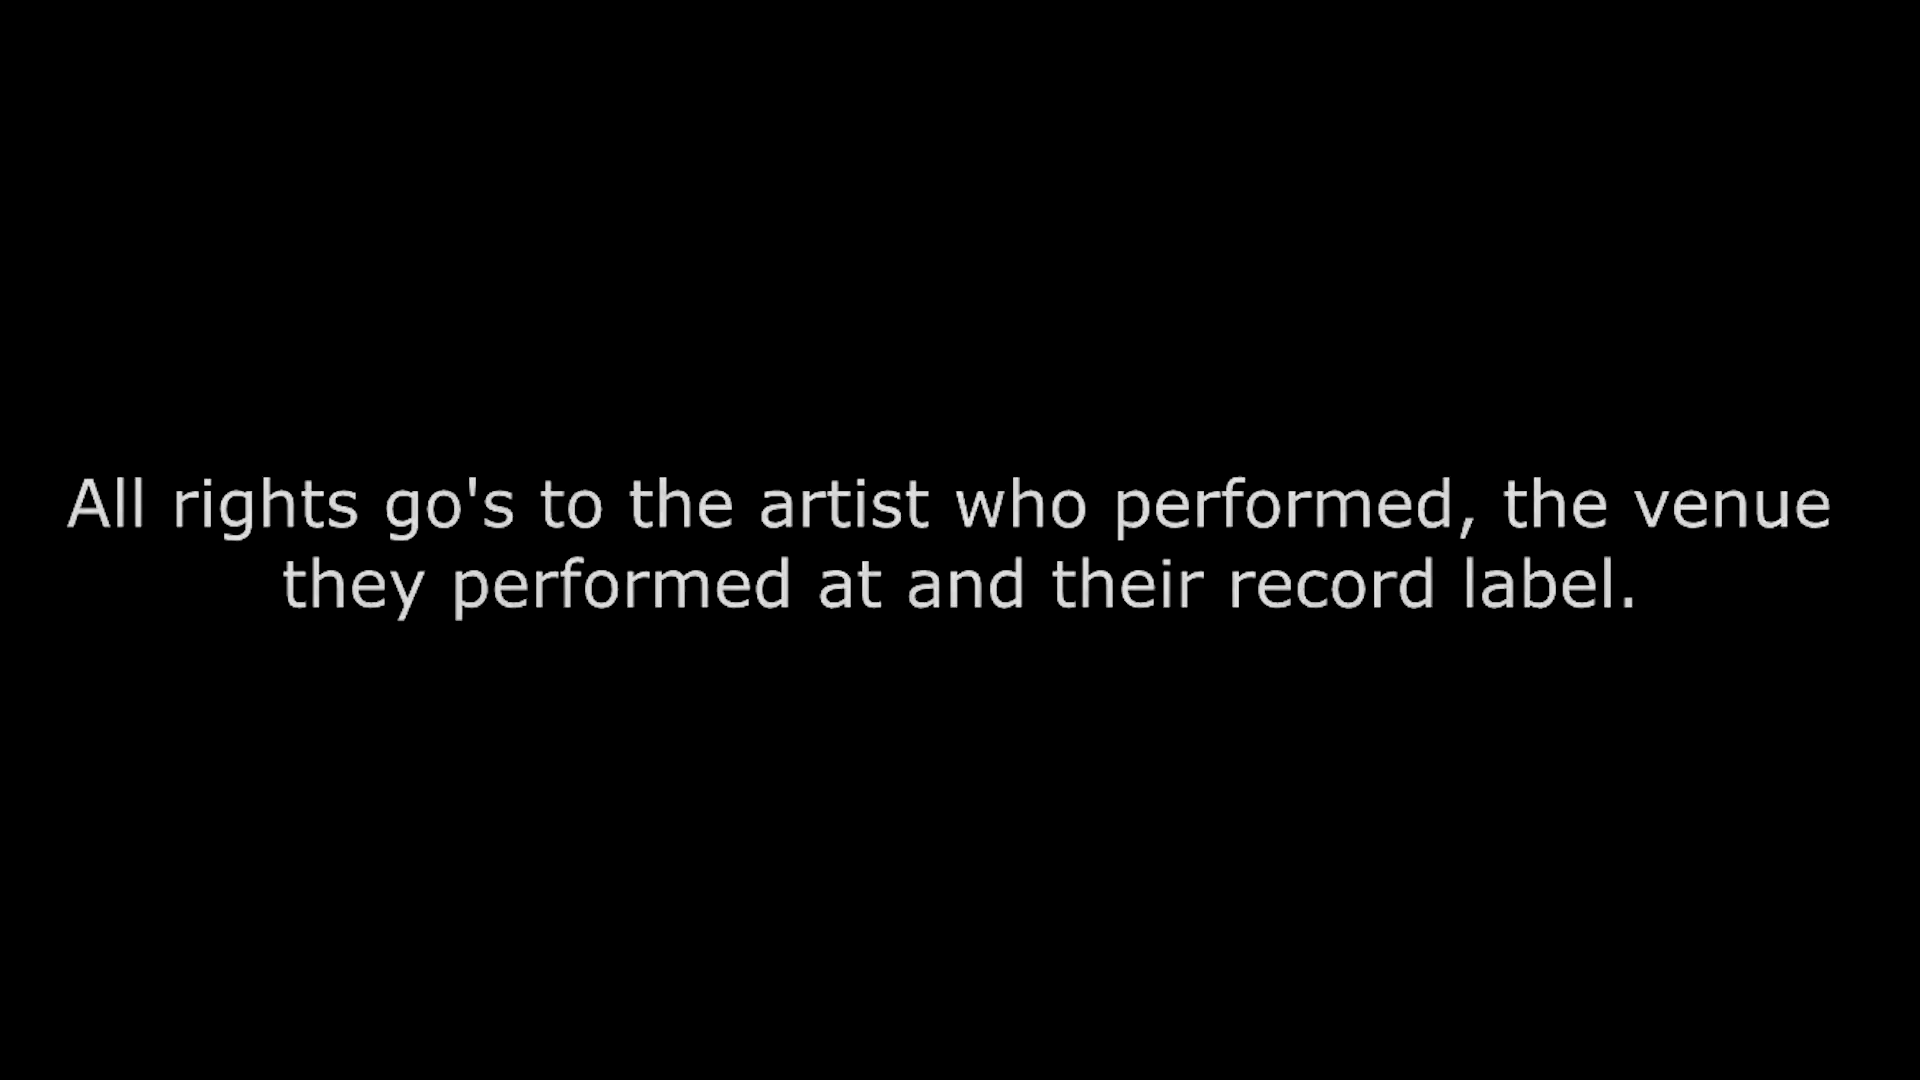 All rights go's to the artist who performed, the venue
they performed at and their record label.